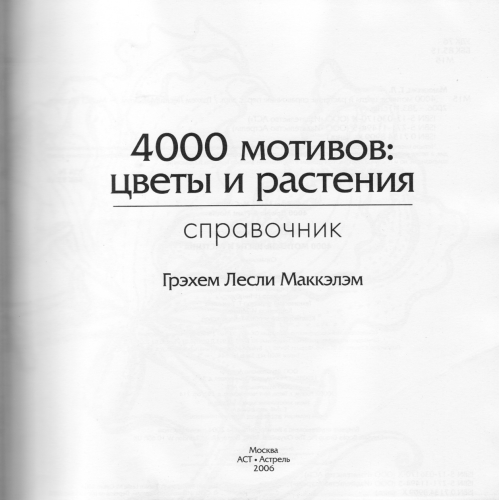 4000 мотивов:
цветы и растения
справочник
Грэхем Лесли Маккэлэм
Москва
АСТ • Астрель
2006